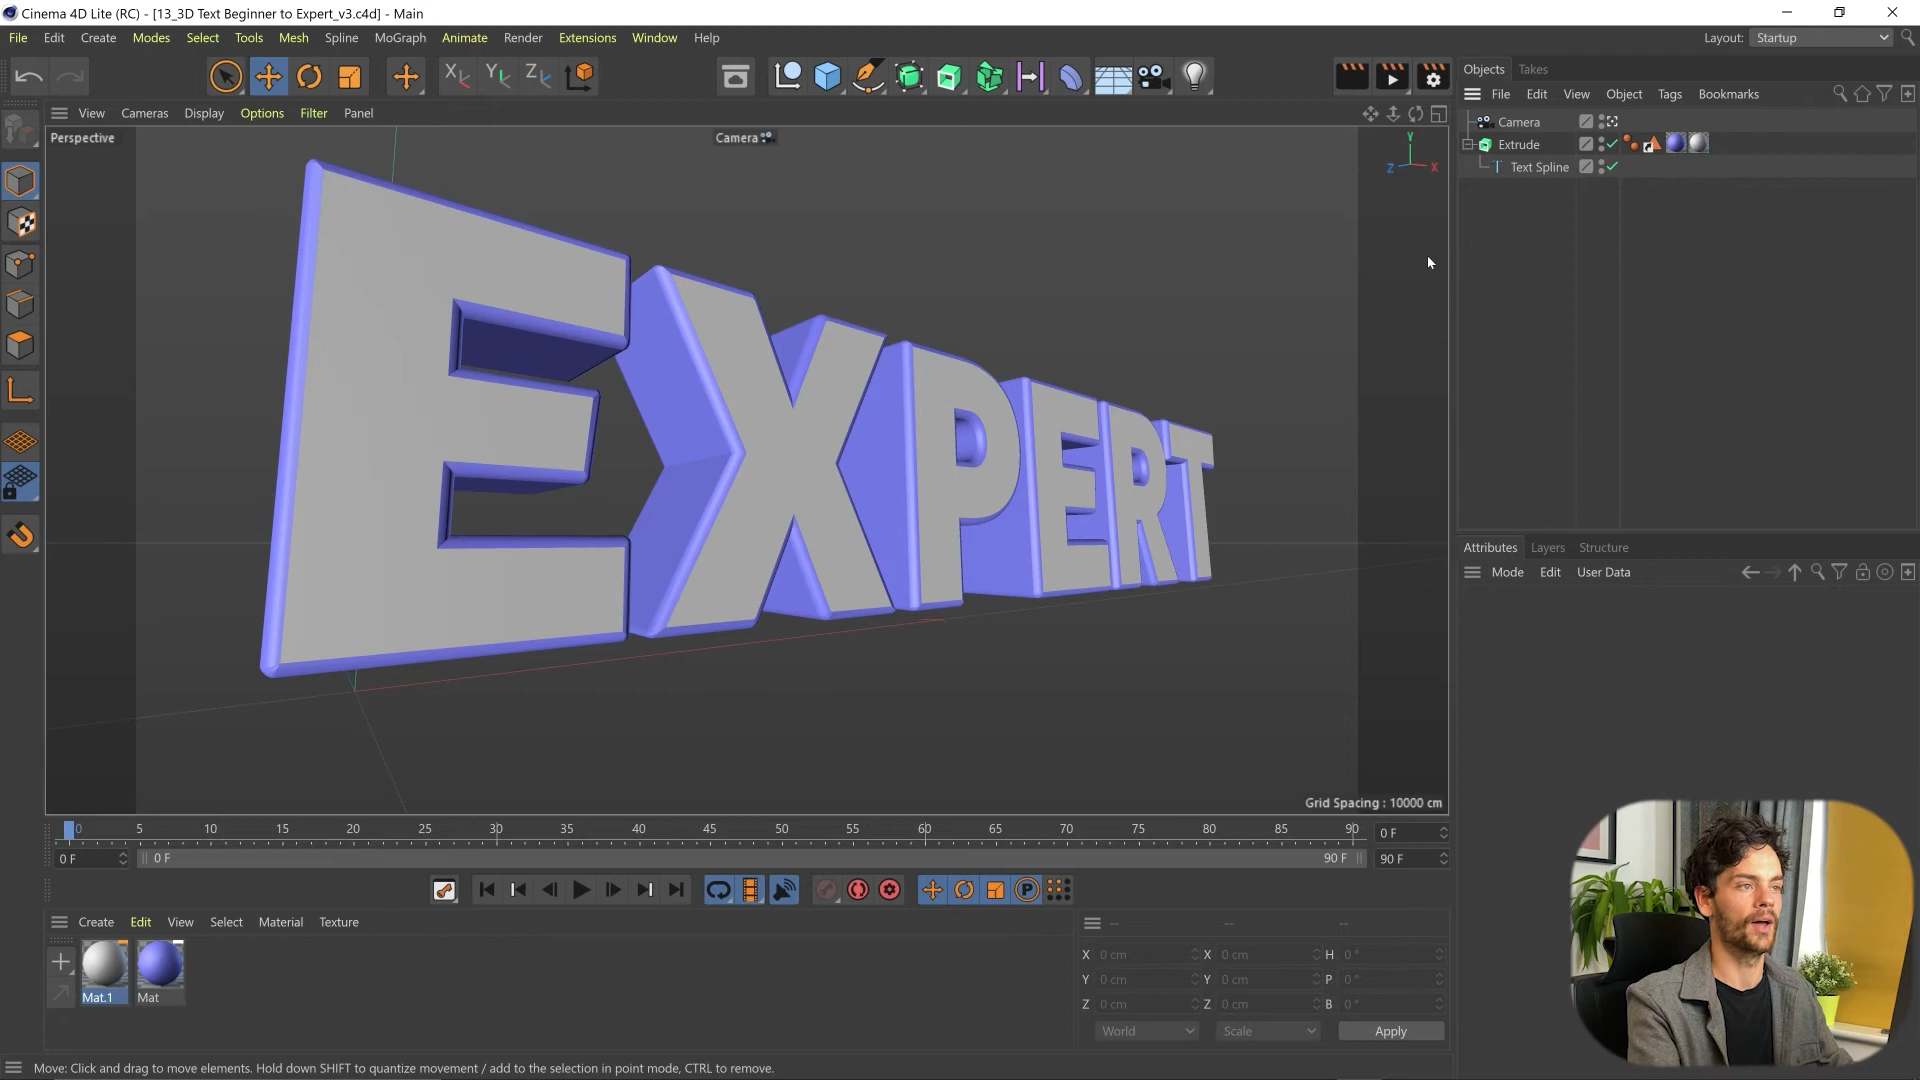 Cinema 4D Lite (RC) - [13_3D Text Beginner to Expert_v3.c4d] - Main
File Edit Create Modes Select Tools Mesh Spline MoGraph Animate Render Extensions Window Help
Layout: Startup
X Y Z
Objects Takes
File Edit View Object Tags Bookmarks
View Cameras Display Options Filter Panel
Perspective
Camera
Y
Z X
Camera
Extrude
Text Spline
EXPERT
Attributes Layers Structure
Mode Edit User Data
Grid Spacing : 10000 cm
0 5 10 15 20 25 30 35 40 45 50 55 60 65 70 75 80 85 90 0 F
0 F 0 F 90 F 90 F
P
Create Edit View Select Material Texture
-- -- --
X 0 cm X 0 cm H 0 °
Y 0 cm Y 0 cm P 0 °
Z 0 cm Z 0 cm B 0 °
World Scale Apply
Mat.1 Mat
Move: Click and drag to move elements. Hold down SHIFT to quantize movement / add to the selection in point mode, CTRL to remove.